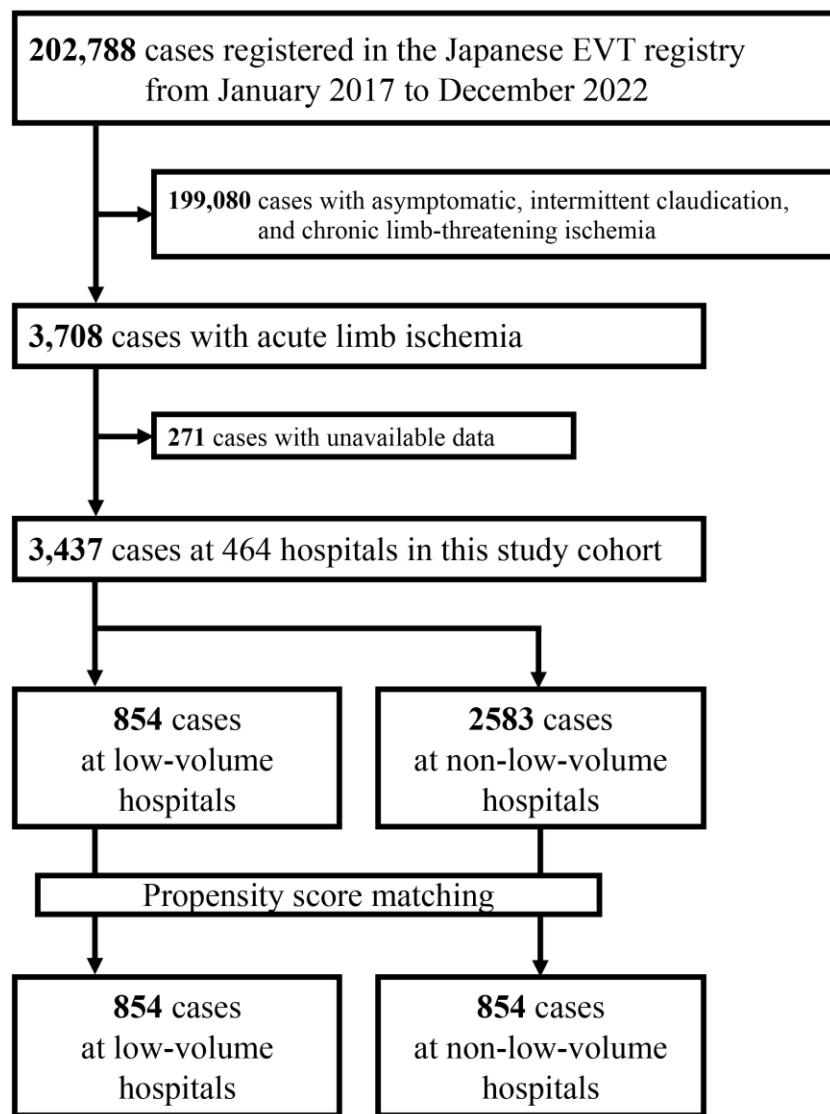 202,788 cases registered in the Japanese EVT registry
from January 2017 to December 2022
199,080 cases with asymptomatic, intermittent claudication,
and chronic limb-threatening ischemia
3,708 cases with acute limb ischemia
271 cases with unavailable data
3,437 cases at 464 hospitals in this study cohort
854 cases
at low-volume
hospitals
2583 cases
at non-low-volume
hospitals
Propensity score matching
854 cases
at low-volume
hospitals
854 cases
at non-low-volume
hospitals